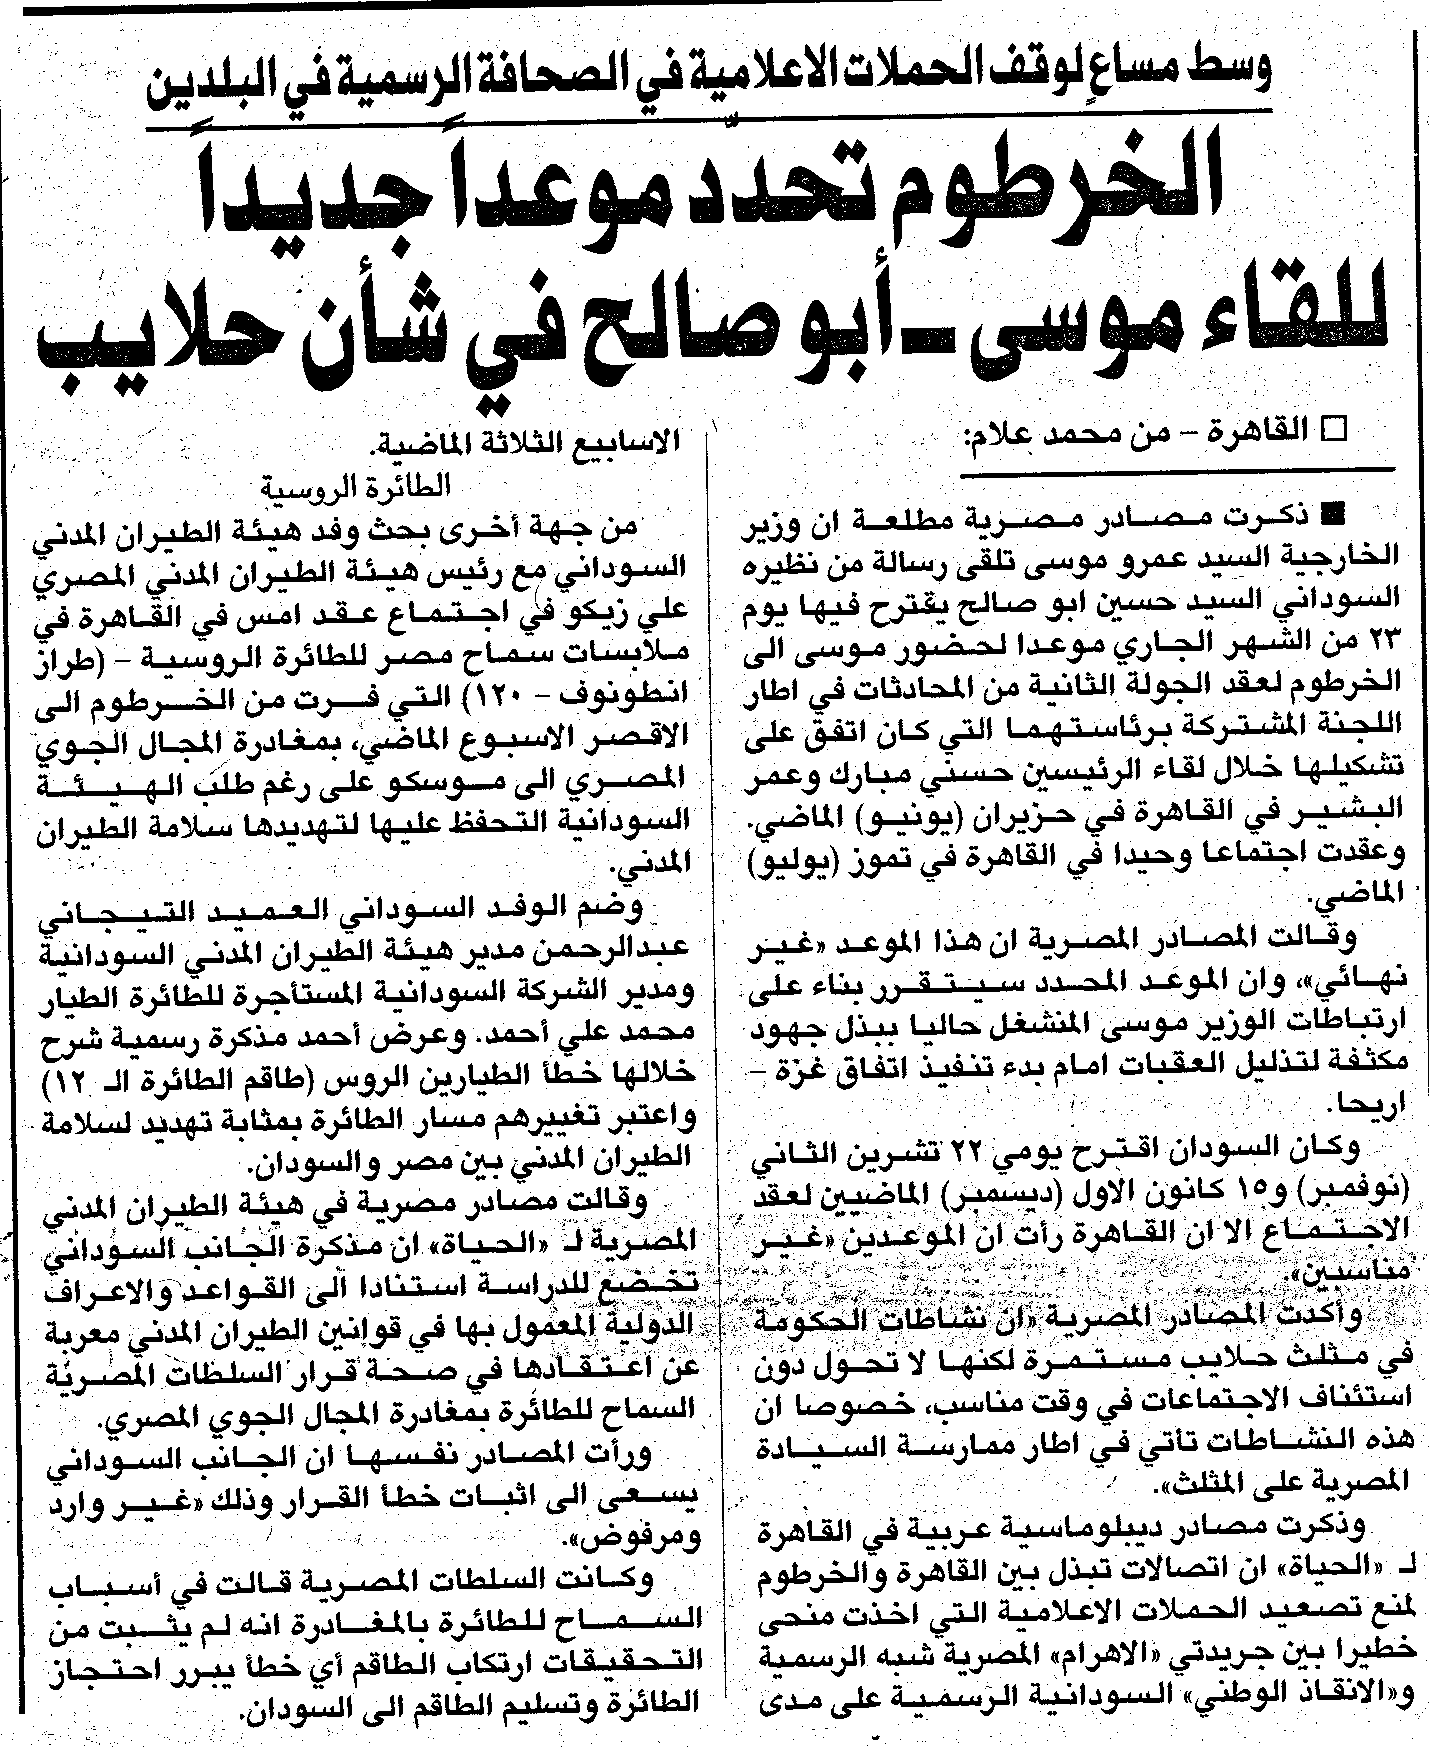 وسط مساعٍ لوقف الحملات الاعلامية في الصحافة الرسمية في البلدين
الخرطوم تحدّد موعداً جديداً
للقاء موسى ـ أبو صالح في شأن حلايب
□ القاهرة - من محمد علام:
■ ذكرت مصادر مصرية مطلعة ان وزير
الخارجية السيد عمرو موسى تلقى رسالة من نظيره
السوداني السيد حسين ابو صالح يقترح فيها يوم
٢٣ من الشهر الجاري موعدا لحضور موسى الى
الخرطوم لعقد الجولة الثانية من المحادثات في اطار
اللجنة المشتركة برئاستهما التي كان اتفق على
تشكيلها خلال لقاء الرئيسين حسني مبارك وعمر
البشير في القاهرة في حزيران (يونيو) الماضي.
وعقدت اجتماعا وحيدا في القاهرة في تموز (يوليو)
الماضي.
وقالت المصادر المصرية ان هذا الموعد «غير
نهائي»، وان الموعد المحدد سيتقرر بناء على
ارتباطات الوزير موسى المنشغل حاليا ببذل جهود
مكثفة لتذليل العقبات امام بدء تنفيذ اتفاق غزة -
اريحا.
وكان السودان اقترح يومي ٢٢ تشرين الثاني
(نوفمبر) و١٥ كانون الاول (ديسمبر) الماضيين لعقد
الاجتماع الا ان القاهرة رأت ان الموعدين «غير
مناسبين».
وأكدت المصادر المصرية «ان نشاطات الحكومة
في مثلث حلايب مستمرة لكنها لا تحول دون
استئناف الاجتماعات في وقت مناسب، خصوصا ان
هذه النشاطات تأتي في اطار ممارسة السيادة
المصرية على المثلث».
وذكرت مصادر ديبلوماسية عربية في القاهرة
لـ «الحياة» ان اتصالات تبذل بين القاهرة والخرطوم
لمنع تصعيد الحملات الاعلامية التي اخذت منحى
خطيرا بين جريدتي «الاهرام» المصرية شبه الرسمية
و«الانقاذ الوطني» السودانية الرسمية على مدى
الاسابيع الثلاثة الماضية.
الطائرة الروسية
من جهة أخرى بحث وفد هيئة الطيران المدني
السوداني مع رئيس هيئة الطيران المدني المصري
علي زيكو في اجتماع عقد امس في القاهرة في
ملابسات سماح مصر للطائرة الروسية - (طراز
انطونوف - ١٢٠) التي فرت من الخرطوم الى
الاقصر الاسبوع الماضي، بمغادرة المجال الجوي
المصري الى موسكو على رغم طلب الهيئة
السودانية التحفظ عليها لتهديدها سلامة الطيران
المدني.
وضم الوفد السوداني العميد التيجاني
عبدالرحمن مدير هيئة الطيران المدني السودانية
ومدير الشركة السودانية المستأجرة للطائرة الطيار
محمد علي أحمد. وعرض أحمد مذكرة رسمية شرح
خلالها خطأ الطيارين الروس (طاقم الطائرة الـ ١٢)
واعتبر تغييرهم مسار الطائرة بمثابة تهديد لسلامة
الطيران المدني بين مصر والسودان.
وقالت مصادر مصرية في هيئة الطيران المدني
المصرية لـ «الحياة» ان مذكرة الجانب السوداني
تخضع للدراسة استنادا الى القواعد والاعراف
الدولية المعمول بها في قوانين الطيران المدني معربة
عن اعتقادها في صحة قرار السلطات المصرية
السماح للطائرة بمغادرة المجال الجوي المصري.
ورأت المصادر نفسها ان الجانب السوداني
يسعى الى اثبات خطأ القرار وذلك «غير وارد
ومرفوض».
وكانت السلطات المصرية قالت في أسباب
السماح للطائرة بالمغادرة انه لم يثبت من
التحقيقات ارتكاب الطاقم أي خطأ يبرر احتجاز
الطائرة وتسليم الطاقم الى السودان.